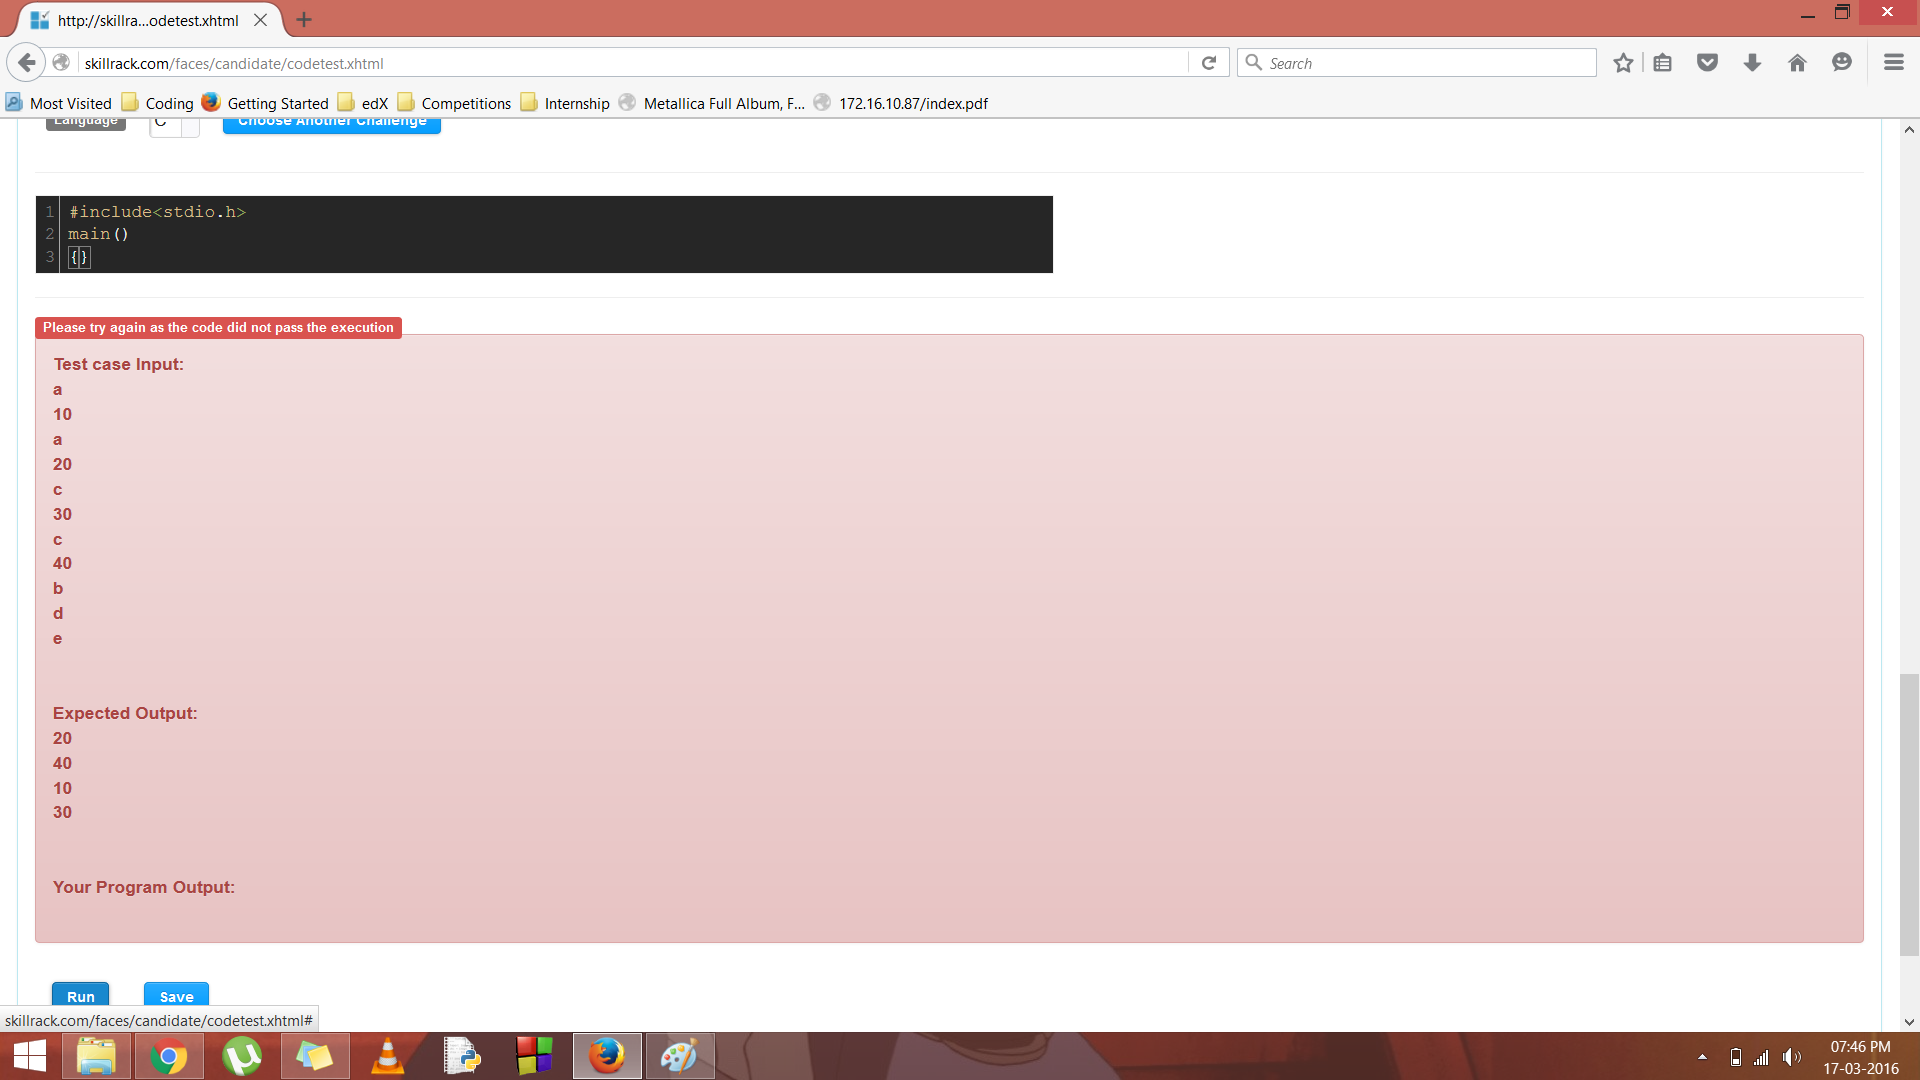 http://skillra...odetest.xhtml
skillrack.com/faces/candidate/codetest.xhtml
Search
Most Visited Coding Getting Started edX Competitions Internship Metallica Full Album, F... 172.16.10.87/index.pdf
Language C Choose Another Challenge
1 #include<stdio.h>
2 main()
3 {}
Please try again as the code did not pass the execution
Test case Input:
a
10
a
20
c
30
c
40
b
d
e
Expected Output:
20
40
10
30
Your Program Output:
Run Save
skillrack.com/faces/candidate/codetest.xhtml#
07:46 PM
17-03-2016